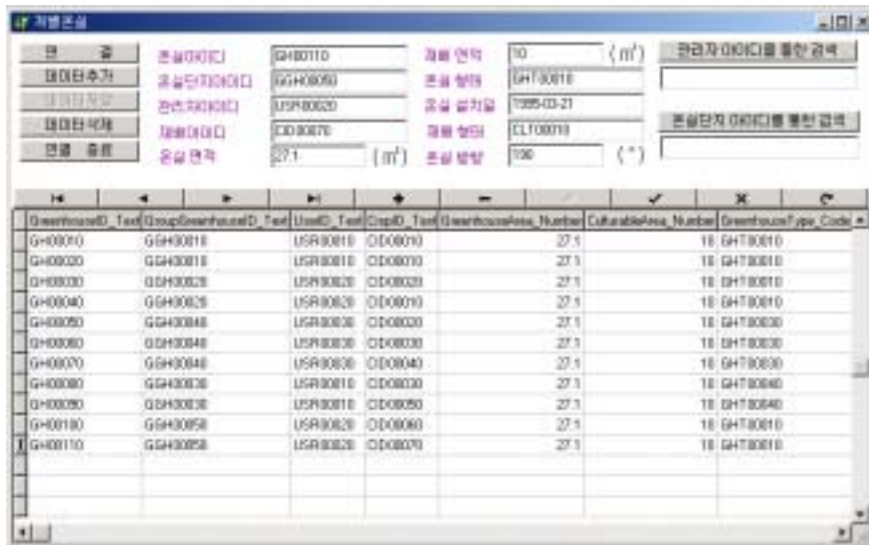 개별온실
연 결
데이터추가
데이터저장
데이터삭제
연결 종료
온실아이디 GH00110
온실단지아이디 GGH00050
관리자아이디 USR00020
재배아이디 CID00070
온실 면적 27.1 (㎡)
재배 면적 10 (㎡)
온실 형태 GHT00010
온실 설치일 1995-03-21
재배 형태 CLT00010
온실 방향 190 (°)
관리자 아이디를 통한 검색
온실단지 아이디를 통한 검색
GreenhouseID_Text GroupGreenhouseID_Text UserID_Text CropID_Text GreenhouseArea_Number CulturableArea_Number GreenhouseType_Code
GH00010 GGH00010 USR00010 CID00010 27.1 10 GHT00010
GH00020 GGH00010 USR00010 CID00010 27.1 10 GHT00010
GH00030 GGH00020 USR00020 CID00020 27.1 10 GHT00010
GH00040 GGH00020 USR00020 CID00010 27.1 10 GHT00010
GH00050 GGH00040 USR00030 CID00020 27.1 10 GHT00030
GH00060 GGH00040 USR00030 CID00030 27.1 10 GHT00030
GH00070 GGH00040 USR00030 CID00040 27.1 10 GHT00030
GH00080 GGH00030 USR00010 CID00030 27.1 10 GHT00040
GH00090 GGH00030 USR00010 CID00050 27.1 10 GHT00040
GH00100 GGH00050 USR00020 CID00060 27.1 10 GHT00010
GH00110 GGH00050 USR00020 CID00070 27.1 10 GHT00010